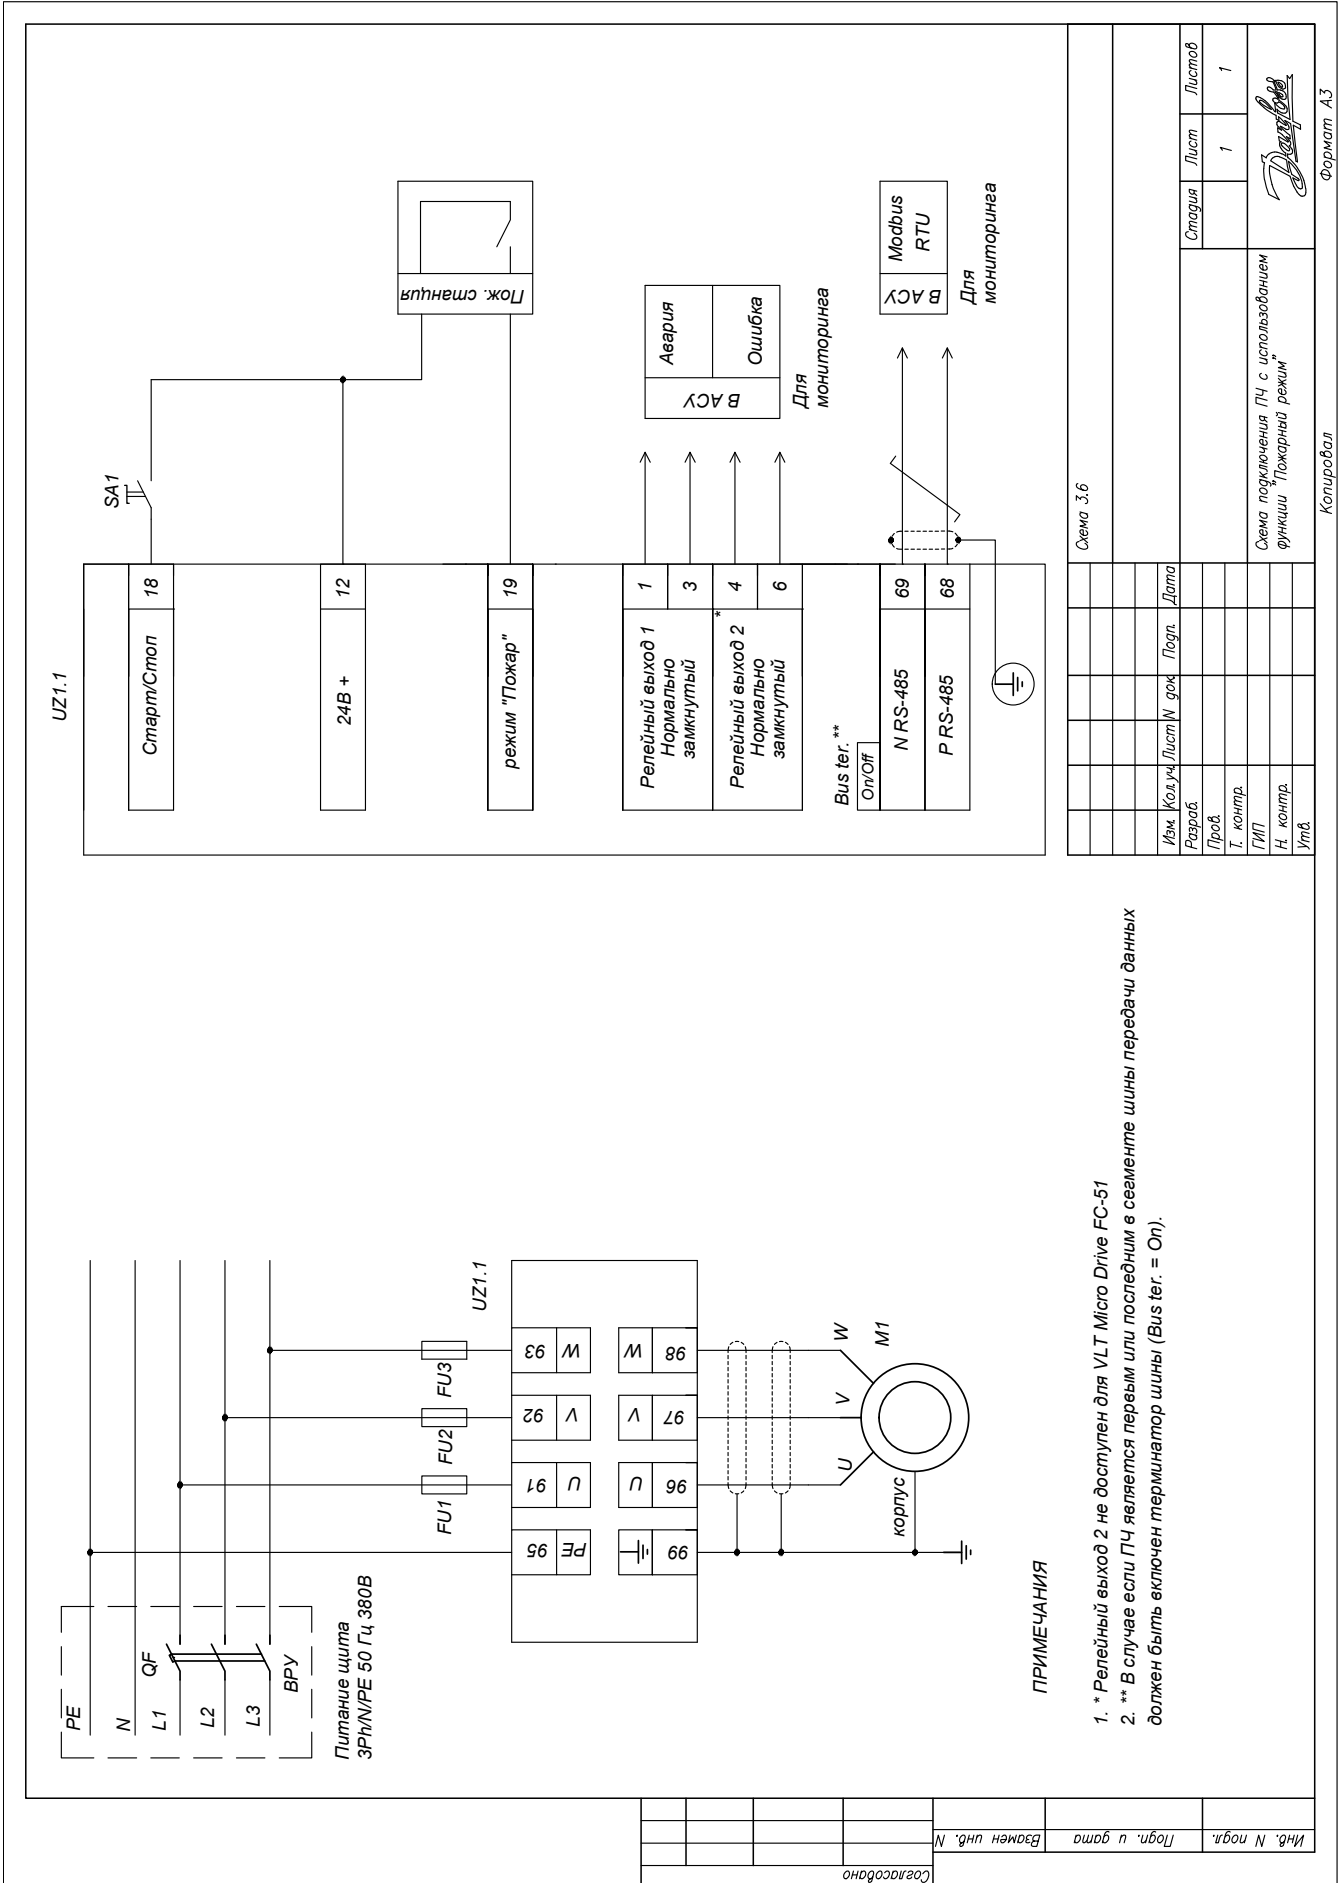 PE
N
L1
L2
L3
QF
ВРУ
Питание щита
3Ph/N/PE 50 Гц 380В
FU1
FU2
FU3
UZ1.1
95
PE
91
U
92
V
93
W
99
96
U
97
V
98
W
U
V
W
M1
корпус
UZ1.1
Старт/Стоп
18
SA1
24В +
12
режим "Пожар"
19
Пож. станция
Релейный выход 1
Нормально
замкнутый
1
3
Релейный выход 2
Нормально
замкнутый
*
4
6
В АСУ
Авария
Ошибка
Для
мониторинга
Bus ter. **
On/Off
N RS-485
69
P RS-485
68
В АСУ
Modbus
RTU
Для
мониторинга
ПРИМЕЧАНИЯ
1. * Релейный выход 2 не доступен для VLT Micro Drive FC-51
2. ** В случае если ПЧ является первым или последним в сегменте шины передачи данных
должен быть включен терминатор шины (Bus ter. = On).
Схема 3.6
Изм. Кол.уч. Лист N док. Подп. Дата
Разраб.
Пров.
Т. контр.
ГИП
Н. контр.
Утв.
Стадия Лист Листов
1 1
Схема подключения ПЧ с использованием
функции "Пожарный режим"
Danfoss
Копировал
Формат А3
Согласовано
Взамен инв. N
Подп. и дата
Инв. N подл.